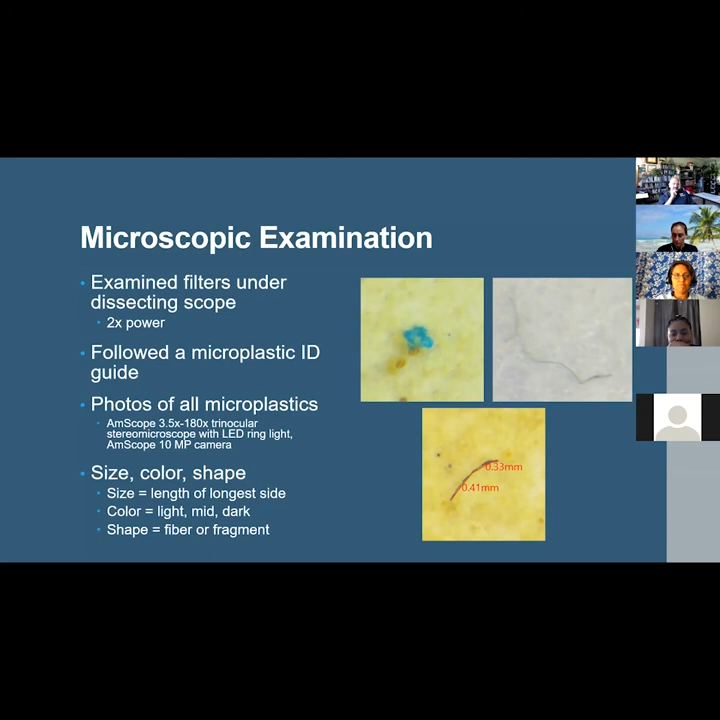 Microscopic Examination
• Examined filters under
dissecting scope
• 2x power
• Followed a microplastic ID
guide
• Photos of all microplastics
• AmScope 3.5x-180x trinocular
stereomicroscope with LED ring light,
AmScope 10 MP camera
• Size, color, shape
• Size = length of longest side
• Color = light, mid, dark
• Shape = fiber or fragment
0.33mm
0.41mm